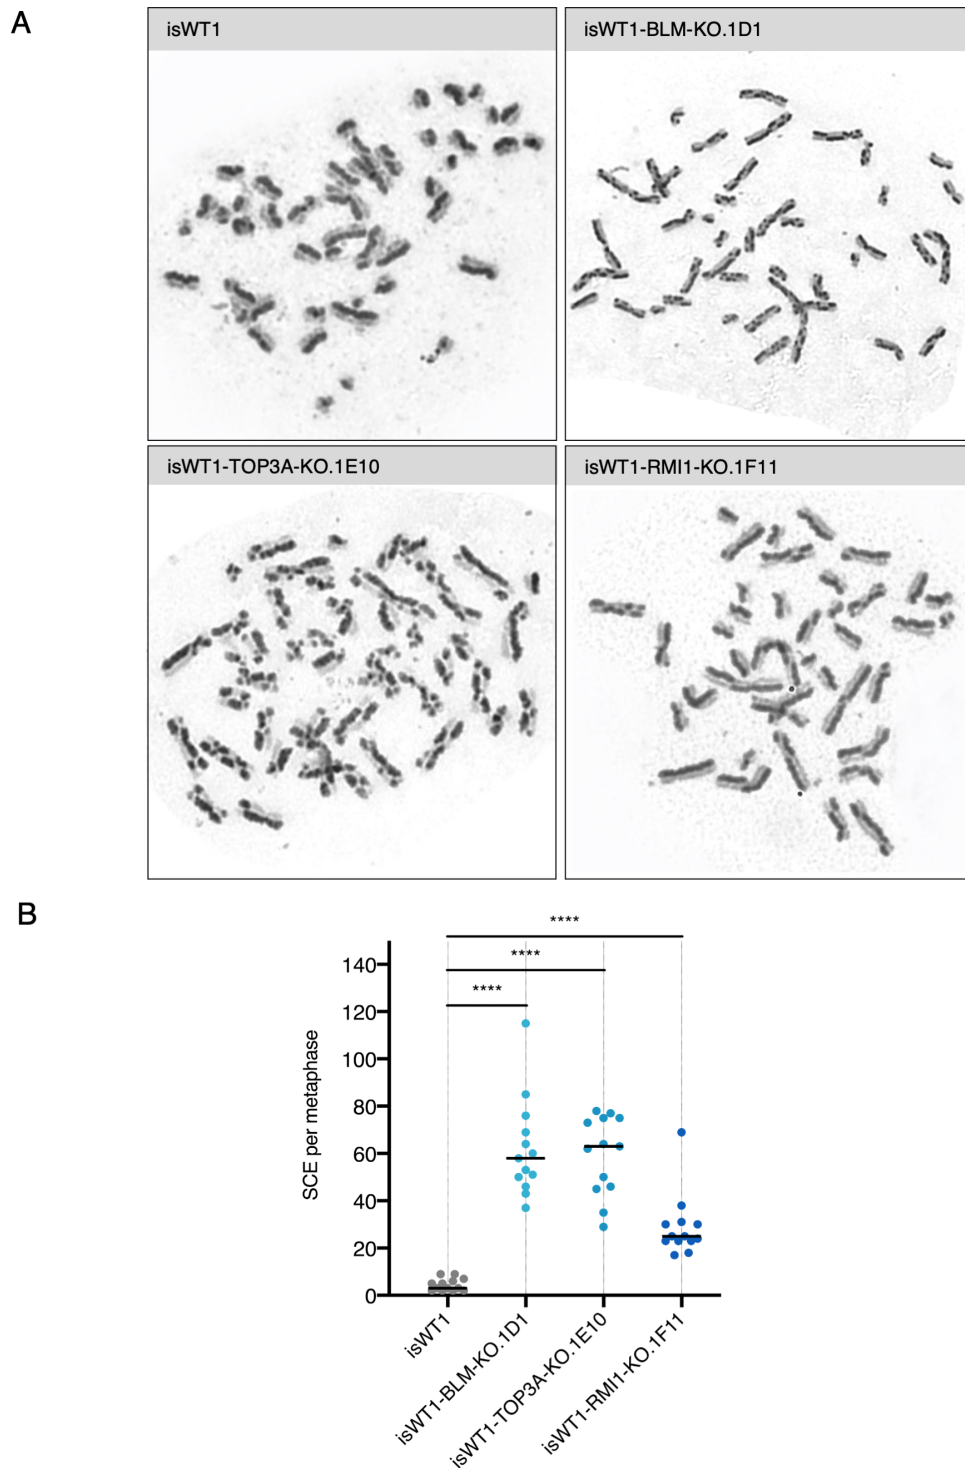 A
isWT1
isWT1-BLM-KO.1D1
isWT1-TOP3A-KO.1E10
isWT1-RMI1-KO.1F11
B
****
****
****
SCE per metaphase
140
120
100
80
60
40
20
0
isWT1
isWT1-BLM-KO.1D1
isWT1-TOP3A-KO.1E10
isWT1-RMI1-KO.1F11